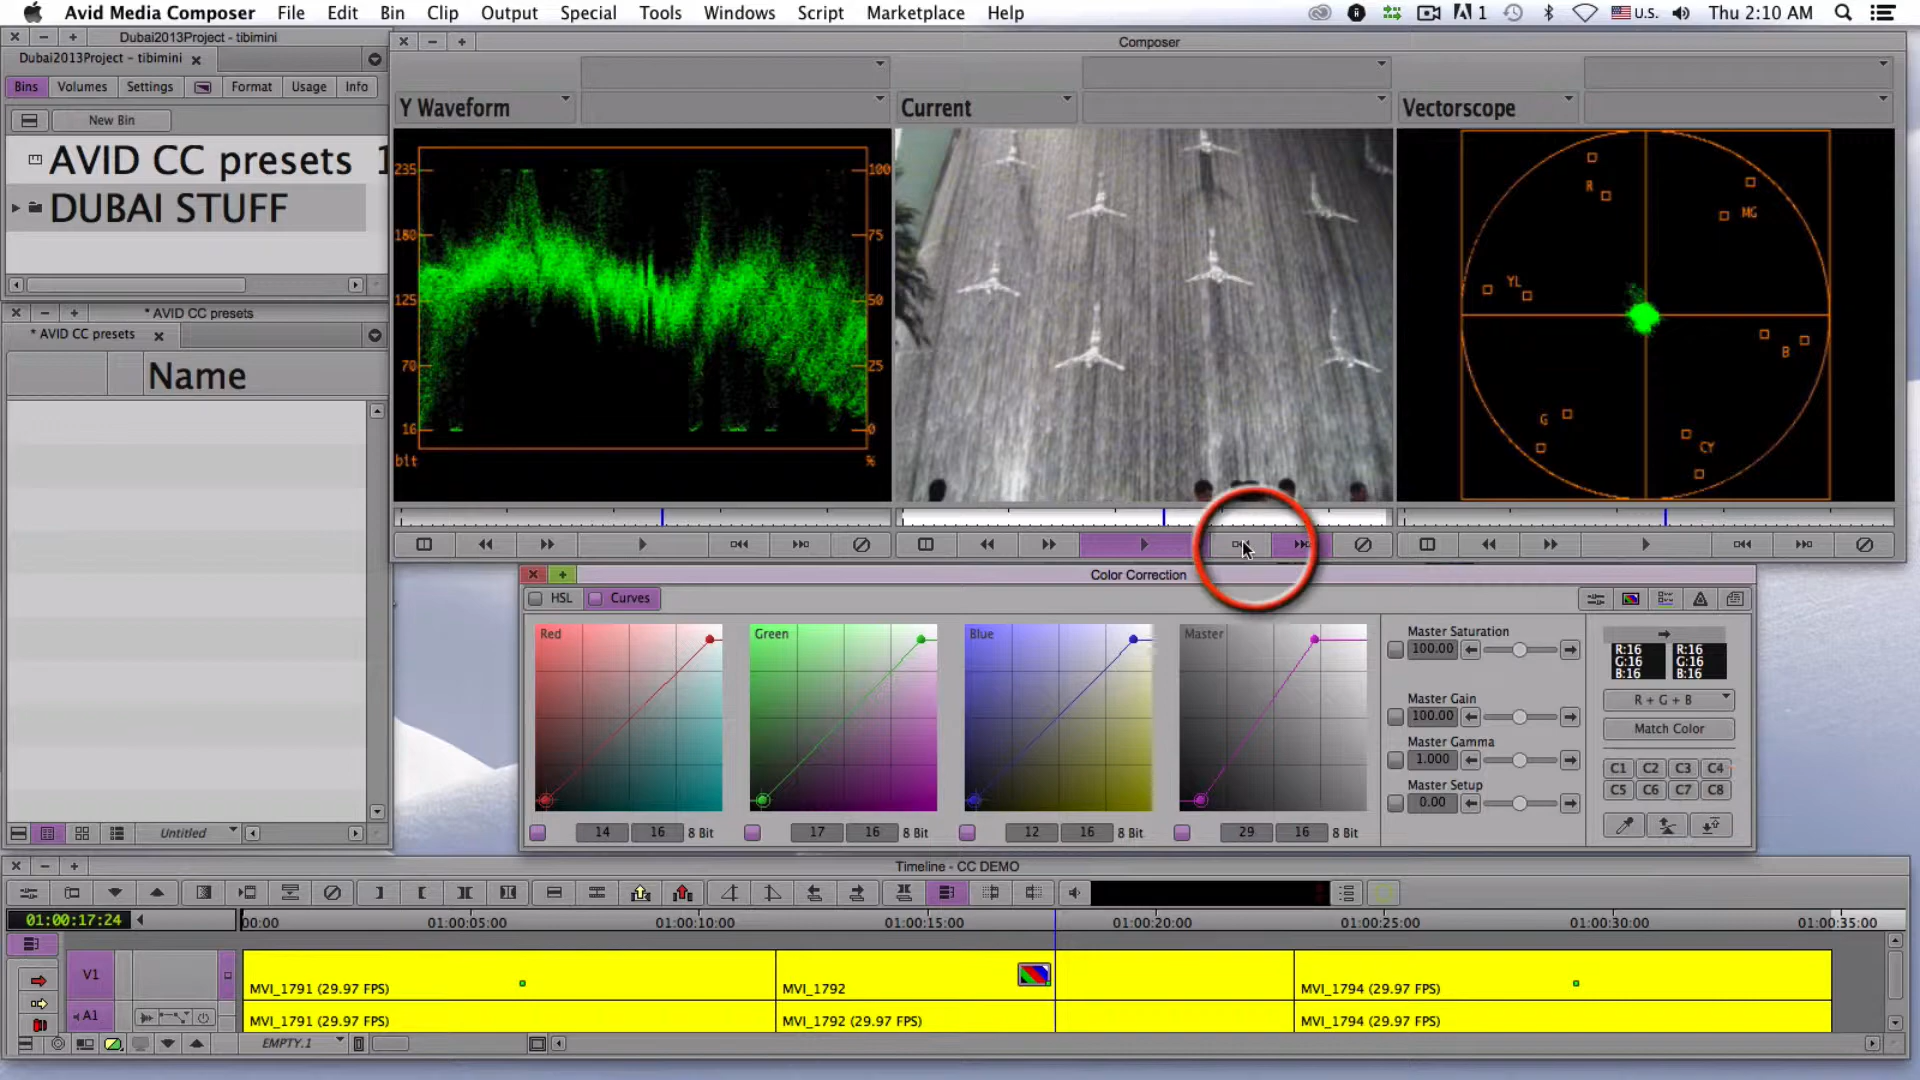 Avid Media Composer File Edit Bin Clip Output Special Tools Windows Script Marketplace Help 1 U.S. Thu 2:10 AM
Dubai2013Project - tibimini
Dubai2013Project - tibimini
Bins Volumes Settings Format Usage Info
New Bin
AVID CC presets
DUBAI STUFF
* AVID CC presets
* AVID CC presets
Name
Untitled
Composer
Y Waveform Current Vectorscope
235 100
180 75
125 50
70 25
16 0
bit %
R MG
YL B
G CY
Color Correction
HSL Curves
Red Green Blue Master
14 16 8 Bit 17 16 8 Bit 12 16 8 Bit 29 16 8 Bit
Master Saturation
100.00
Master Gain
100.00
Master Gamma
1.000
Master Setup
0.00
R:16 R:16
G:16 G:16
B:16 B:16
R + G + B
Match Color
C1 C2 C3 C4
C5 C6 C7 C8
Timeline - CC DEMO
01:00:17:24 00:00 01:00:05:00 01:00:10:00 01:00:15:00 01:00:20:00 01:00:25:00 01:00:30:00 01:00:35:00
V1 MVI_1791 (29.97 FPS) MVI_1792 MVI_1794 (29.97 FPS)
A1 MVI_1791 (29.97 FPS) MVI_1792 (29.97 FPS) MVI_1794 (29.97 FPS)
EMPTY.1